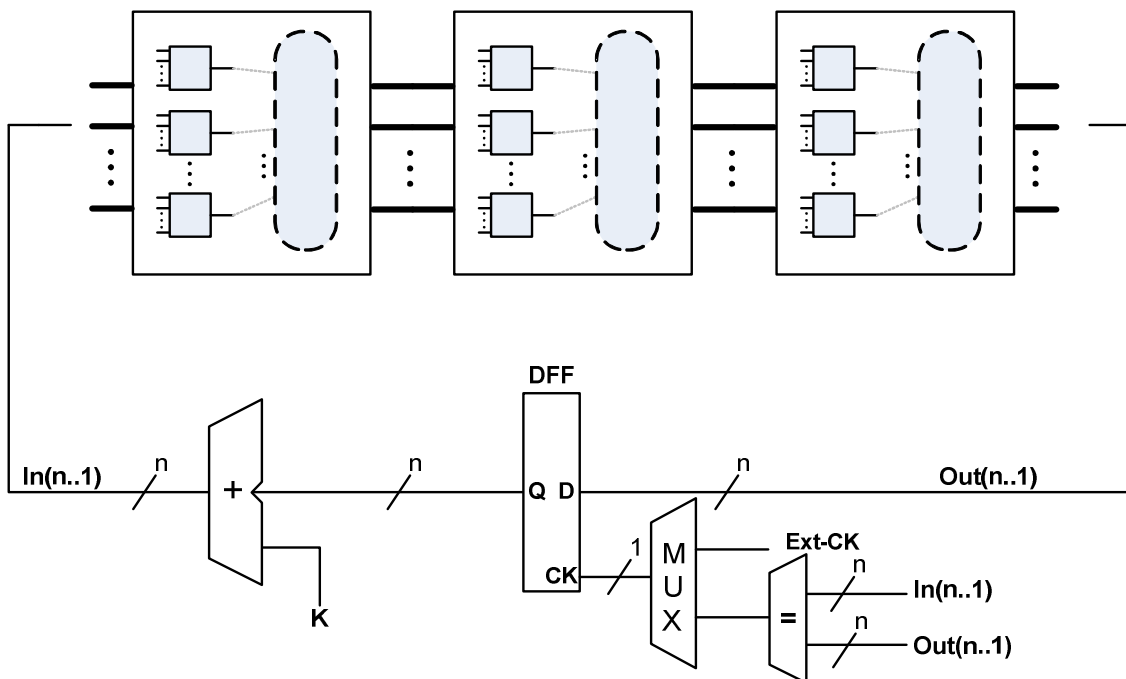 DFF
In(n..1)
n
+
n
Q D
n
Out(n..1)
K
CK
1
M
U
X
Ext-CK
=
n
In(n..1)
n
Out(n..1)